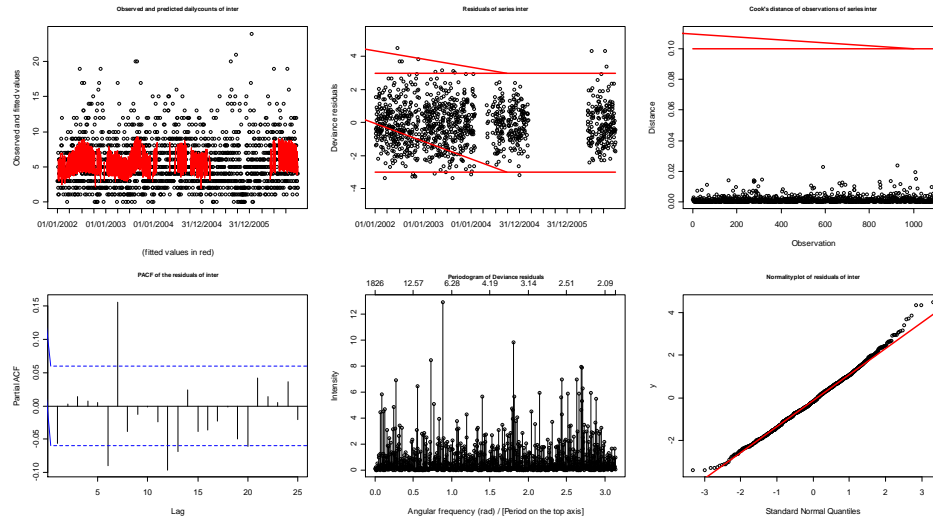 Observed and predicted dailycounts of inter
Observed and fitted values
20
15
10
5
0
01/01/2002 01/01/2003 01/01/2004 31/12/2004 31/12/2005
(fitted values in red)
Residuals of series inter
Deviance residuals
4
2
0
-2
-4
01/01/2002 01/01/2003 01/01/2004 31/12/2004 31/12/2005
Cook's distance of observations of series inter
Distance
0.10
0.08
0.06
0.04
0.02
0.00
0 200 400 600 800 1000
Observation
PACF of the residuals of inter
Partial ACF
0.15
0.10
0.05
0.00
-0.05
-0.10
5 10 15 20 25
Lag
Periodogram of Deviance residuals
1826 12.57 6.28 4.19 3.14 2.51 2.09
Intensity
12
10
8
6
4
2
0
0.0 0.5 1.0 1.5 2.0 2.5 3.0
Angular frequency (rad) / [Period on the top axis]
Normalityplot of residuals of inter
y
4
2
0
-2
-3 -2 -1 0 1 2 3
Standard Normal Quantiles